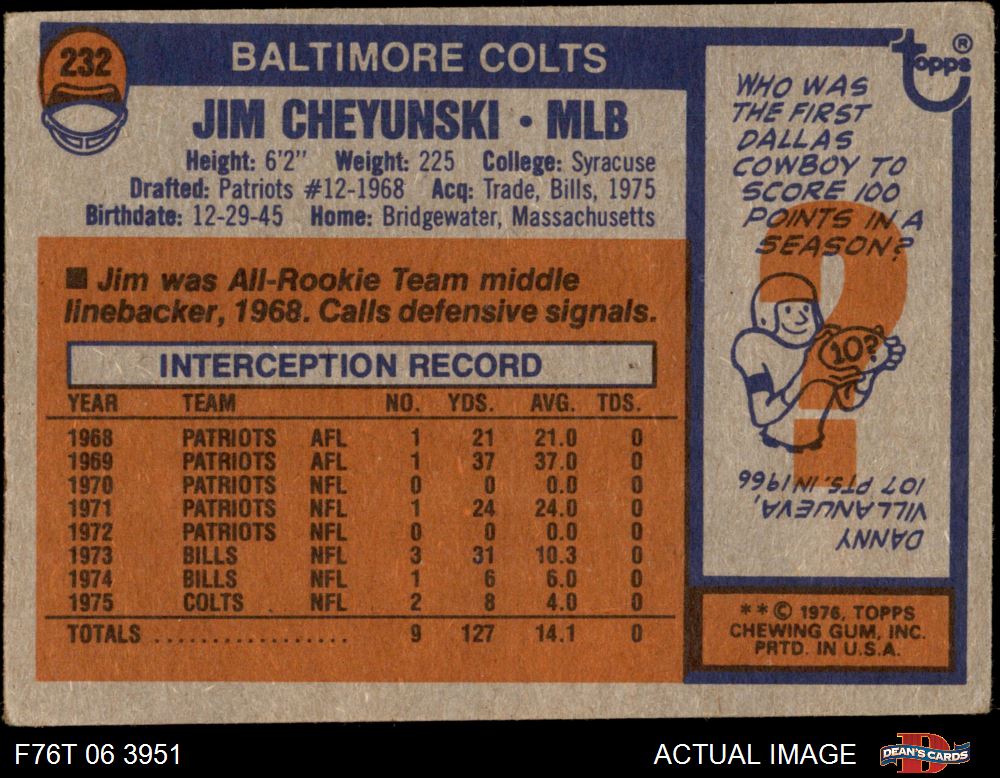 232
BALTIMORE COLTS
JIM CHEYUNSKI • MLB
Height: 6'2" Weight: 225 College: Syracuse
Drafted: Patriots #12-1968 Acq: Trade, Bills, 1975
Birthdate: 12-29-45 Home: Bridgewater, Massachusetts
■ Jim was All-Rookie Team middle
linebacker, 1968. Calls defensive signals.
INTERCEPTION RECORD
YEAR TEAM NO. YDS. AVG. TDS.
1968 PATRIOTS AFL 1 21 21.0 0
1969 PATRIOTS AFL 1 37 37.0 0
1970 PATRIOTS NFL 0 0 0.0 0
1971 PATRIOTS NFL 1 24 24.0 0
1972 PATRIOTS NFL 0 0 0.0 0
1973 BILLS NFL 3 31 10.3 0
1974 BILLS NFL 1 6 6.0 0
1975 COLTS NFL 2 8 4.0 0
TOTALS .................. 9 127 14.1 0
Topps®
WHO WAS
THE FIRST
DALLAS
COWBOY TO
SCORE 100
POINTS IN A
SEASON?
?
10?
DANNY
VILLANUEVA,
107 PTS. IN 1966
**© 1976, TOPPS
CHEWING GUM, INC.
PRTD. IN U.S.A.
F76T 06 3951
ACTUAL IMAGE
D
DEAN'S CARDS